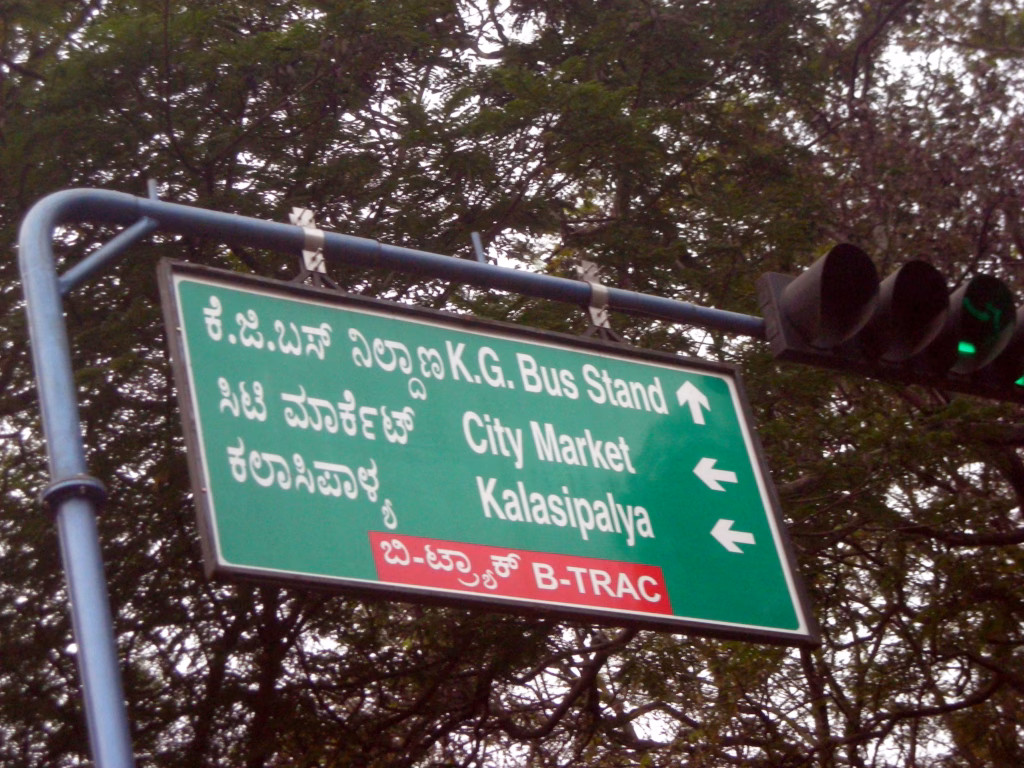 ಕೆ.ಜಿ.ಬಸ್ ನಿಲ್ದಾಣ K.G. Bus Stand ↑
ಸಿಟಿ ಮಾರ್ಕೆಟ್ City Market ←
ಕಲಾಸಿಪಾಳ್ಯ Kalasipalya ←
ಬಿ-ಟ್ರ್ಯಾಕ್ B-TRAC